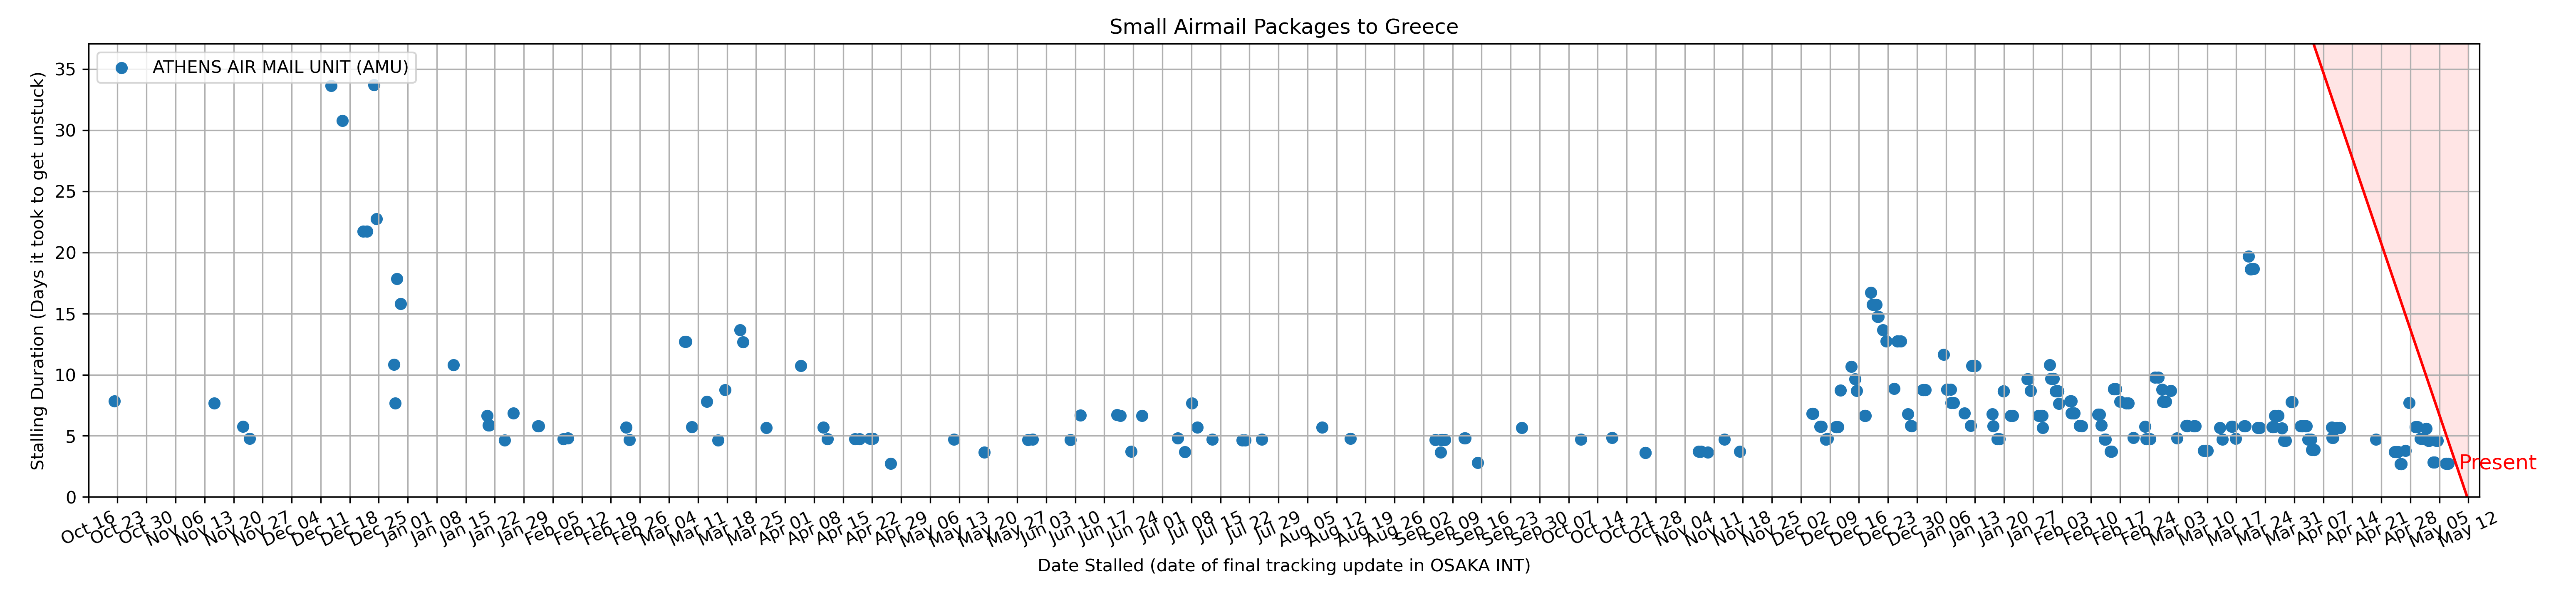 Small Airmail Packages to Greece
ATHENS AIR MAIL UNIT (AMU)
Stalling Duration (Days it took to get unstuck)
35
30
25
20
15
10
5
0
Present
Oct 16
Oct 23
Oct 30
Nov 06
Nov 13
Nov 20
Nov 27
Dec 04
Dec 11
Dec 18
Dec 25
Jan 01
Jan 08
Jan 15
Jan 22
Jan 29
Feb 05
Feb 12
Feb 19
Feb 26
Mar 04
Mar 11
Mar 18
Mar 25
Apr 01
Apr 08
Apr 15
Apr 22
Apr 29
May 06
May 13
May 20
May 27
Jun 03
Jun 10
Jun 17
Jun 24
Jul 01
Jul 08
Jul 15
Jul 22
Jul 29
Aug 05
Aug 12
Aug 19
Aug 26
Sep 02
Sep 09
Sep 16
Sep 23
Sep 30
Oct 07
Oct 14
Oct 21
Oct 28
Nov 04
Nov 11
Nov 18
Nov 25
Dec 02
Dec 09
Dec 16
Dec 23
Dec 30
Jan 06
Jan 13
Jan 20
Jan 27
Feb 03
Feb 10
Feb 17
Feb 24
Mar 03
Mar 10
Mar 17
Mar 24
Mar 31
Apr 07
Apr 14
Apr 21
Apr 28
May 05
May 12
Date Stalled (date of final tracking update in OSAKA INT)